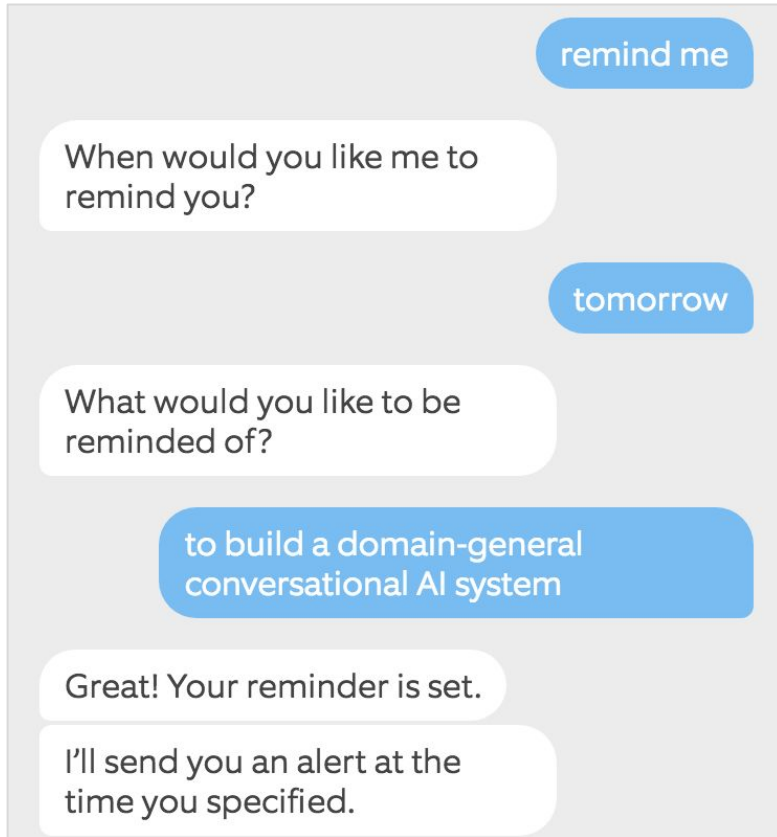 remind me
When would you like me to
remind you?
tomorrow
What would you like to be
reminded of?
to build a domain-general
conversational AI system
Great! Your reminder is set.
I’ll send you an alert at the
time you specified.